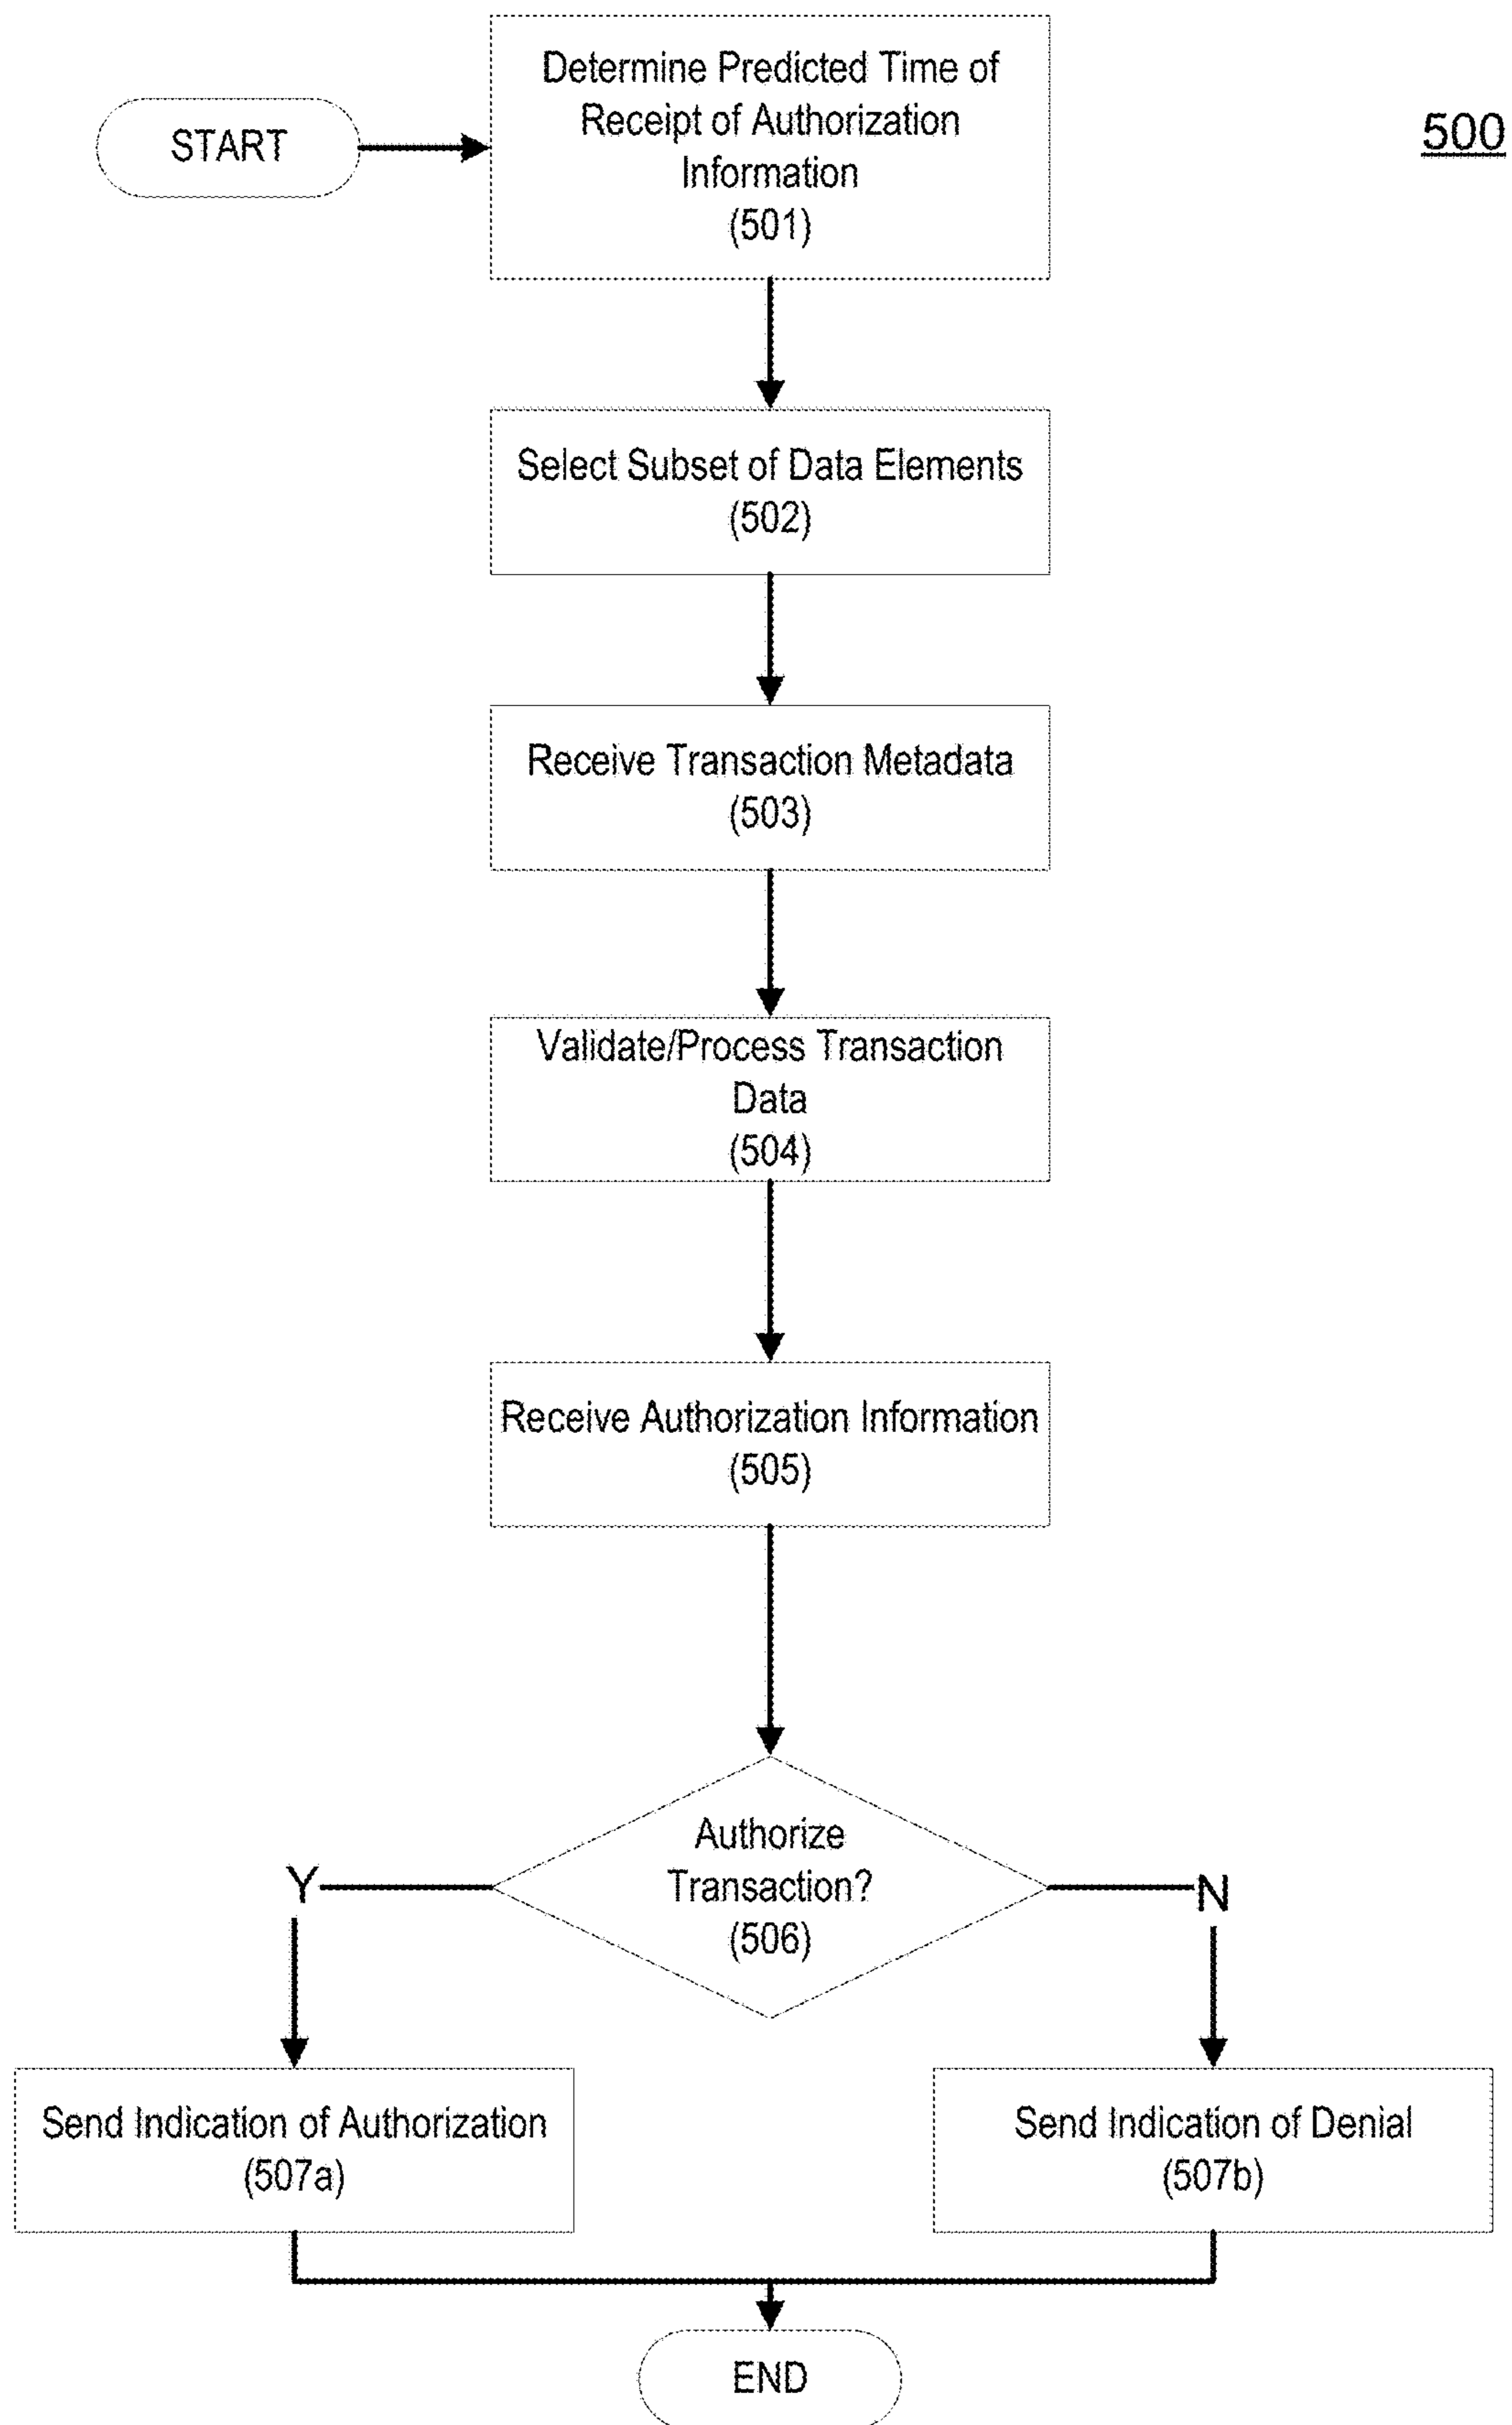 Determine Predicted Time of
Receipt of Authorization
Information
(501)
START
500
Select Subset of Data Elements
(502)
Receive Transaction Metadata
(503)
Validate/Process Transaction
Data
(504)
Receive Authorization Information
(505)
Authorize
Transaction?
(506)
Y
N
Send Indication of Authorization
(507a)
Send Indication of Denial
(507b)
END